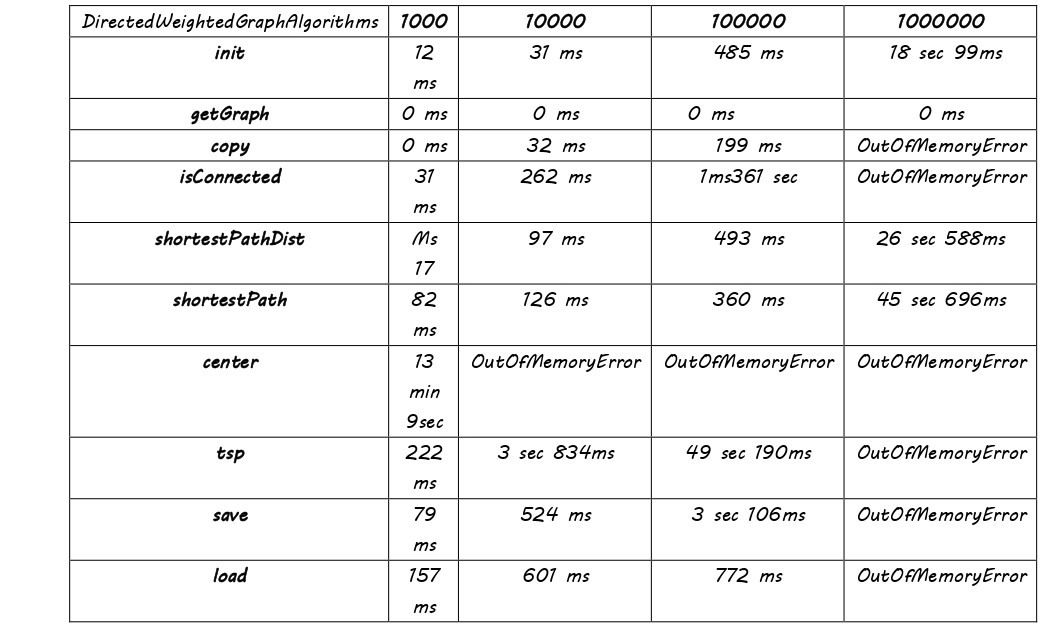 DirectedWeightedGraphAlgorithms 1000 10000 100000 1000000
init 12 31 ms 485 ms 18 sec 99ms
ms
getGraph 0 ms 0 ms 0 ms 0 ms
copy 0 ms 32 ms 199 ms OutOfMemoryError
isConnected 31 262 ms 1ms361 sec OutOfMemoryError
ms
shortestPathDist Ms 97 ms 493 ms 26 sec 588ms
17
shortestPath 82 126 ms 360 ms 45 sec 696ms
ms
center 13 OutOfMemoryError OutOfMemoryError OutOfMemoryError
min
9sec
tsp 222 3 sec 834ms 49 sec 190ms OutOfMemoryError
ms
save 79 524 ms 3 sec 106ms OutOfMemoryError
ms
load 157 601 ms 772 ms OutOfMemoryError
ms